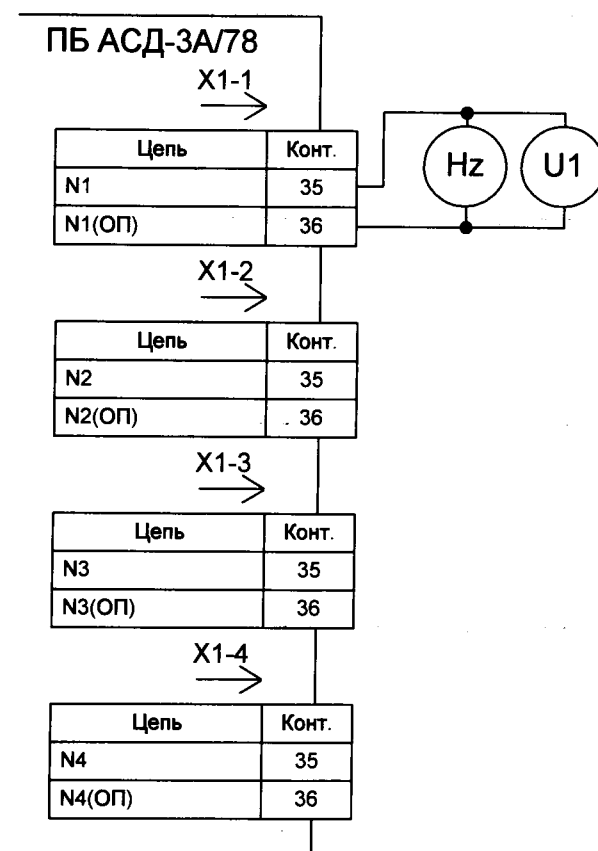 ПБ АСД-3А/78
X1-1
Цепь Конт.
N1 35
N1(ОП) 36
Hz U1
X1-2
Цепь Конт.
N2 35
N2(ОП) 36
X1-3
Цепь Конт.
N3 35
N3(ОП) 36
X1-4
Цепь Конт.
N4 35
N4(ОП) 36